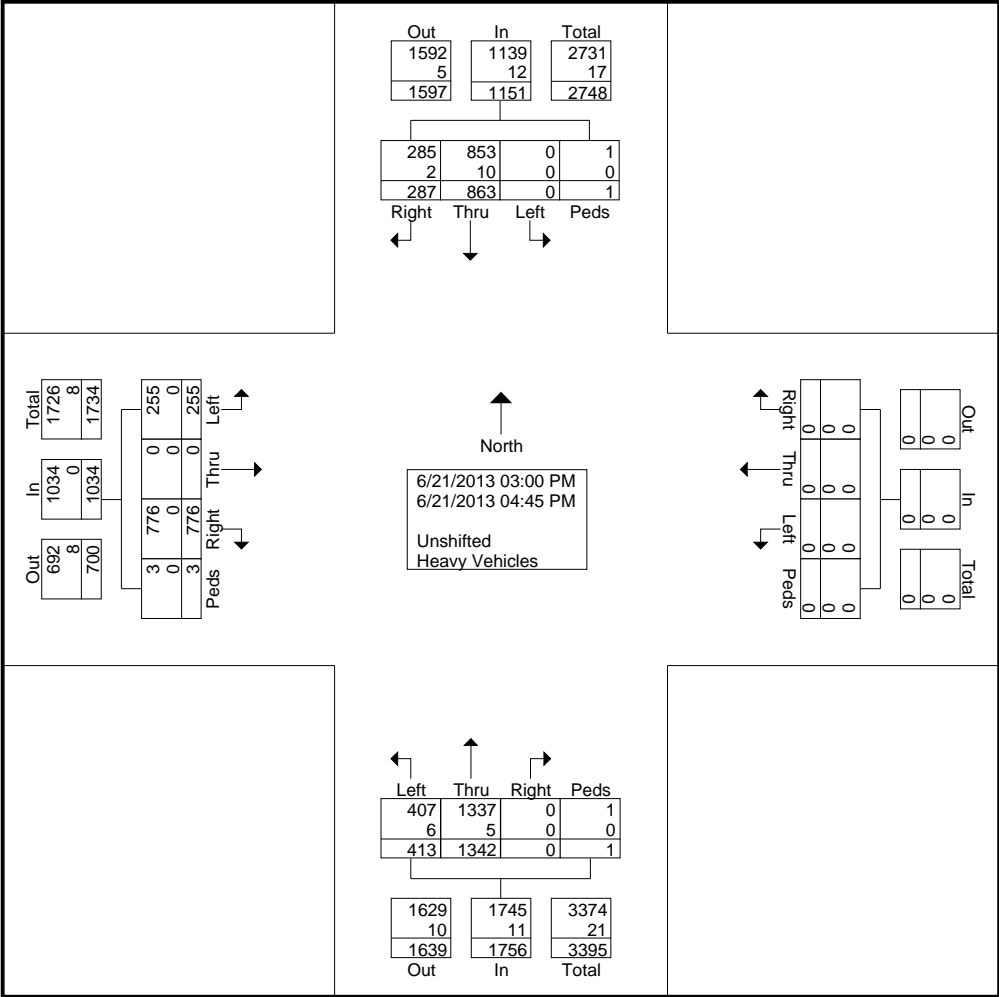 Out In Total
1592 1139 2731
5 12 17
1597 1151 2748
285 853 0 1
2 10 0 0
287 863 0 1
Right Thru Left Peds
Total
1726 8 1734
In
1034 0 1034
Out
692 8 700
255 0 255
Left
0 0 0
Thru
776 0 776
Right
3 0 3
Peds
North
6/21/2013 03:00 PM
6/21/2013 04:45 PM
Unshifted
Heavy Vehicles
Right
0 0 0
Thru
0 0 0
Left
0 0 0
Peds
0 0 0
Out
0 0 0
In
0 0 0
Total
0 0 0
Left Thru Right Peds
407 1337 0 1
6 5 0 0
413 1342 0 1
1629 1745 3374
10 11 21
1639 1756 3395
Out In Total